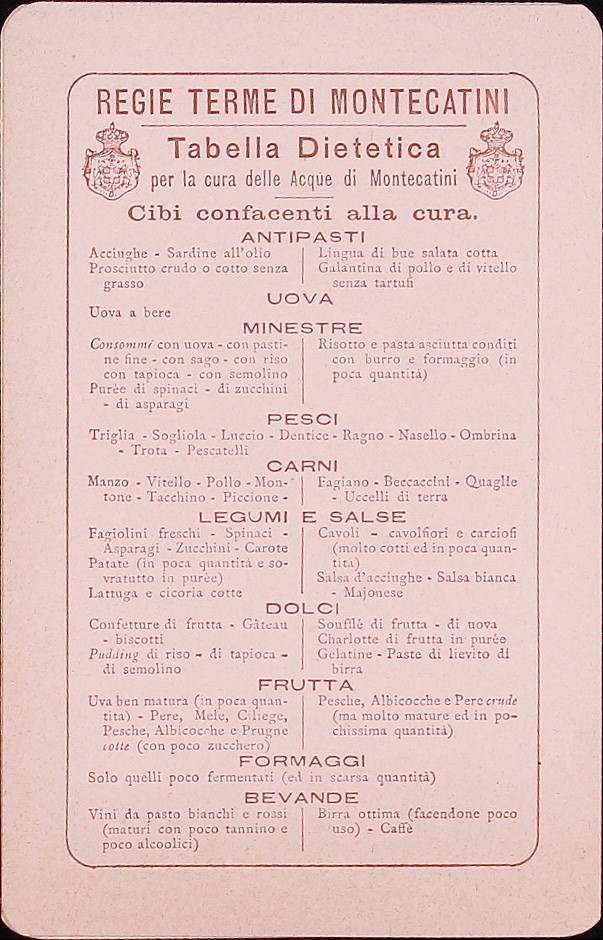 REGIE TERME DI MONTECATINI
Tabella Dietetica
per la cura delle Acque di Montecatini
Cibi confacenti alla cura.
ANTIPASTI
Acciughe - Sardine all'olio
Prosciutto crudo o cotto senza
grasso
Lingua di bue salata cotta
Galantina di pollo e di vitello
senza tartufi
UOVA
Uova a bere
MINESTRE
Consommé con uova - con pasti-
ne fine - con sago - con riso
con tapioca - con semolino
Purée di spinaci - di zucchini
- di asparagi
Risotto e pasta asciutta conditi
con burro e formaggio (in
poca quantità)
PESCI
Triglia - Sogliola - Luccio - Dentice - Ragno - Nasello - Ombrina
- Trota - Pescatelli
CARNI
Manzo - Vitello - Pollo - Mon-
tone - Tacchino - Piccione -
Fagiano - Beccaccini - Quaglie
- Uccelli di terra
LEGUMI E SALSE
Fagiolini freschi - Spinaci -
Asparagi - Zucchini - Carote
Patate (in poca quantità e so-
vratutto in purée)
Lattuga e cicoria cotte
Cavoli - cavolfiori e carciofi
(molto cotti ed in poca quan-
tità)
Salsa d'acciughe - Salsa bianca
- Majonese
DOLCI
Confetture di frutta - Gâteau
- biscotti
Pudding di riso - di tapioca -
di semolino
Soufflé di frutta - di uova
Charlotte di frutta in purée
Gelatine - Paste di lievito di
birra
FRUTTA
Uva ben matura (in poca quan-
tità) - Pere, Mele, Ciliege,
Pesche, Albicocche e Prugne
cotte (con poco zucchero)
Pesche, Albicocche e Pere crude
(ma molto mature ed in po-
chissima quantità)
FORMAGGI
Solo quelli poco fermentati (ed in scarsa quantità)
BEVANDE
Vini da pasto bianchi e rossi
(maturi con poco tannino e
poco alcoolici)
Birra ottima (facendone poco
uso) - Caffè